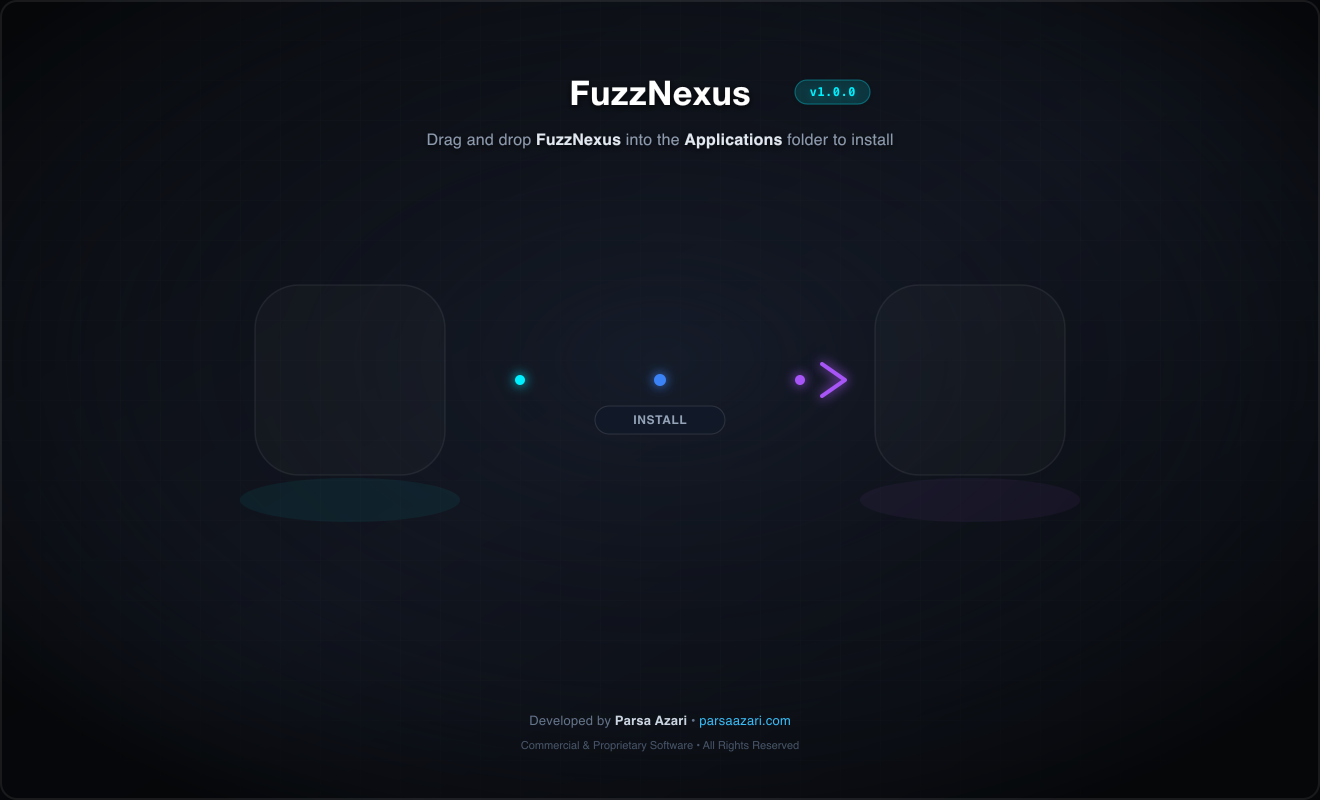 FuzzNexus v1.0.0
Drag and drop FuzzNexus into the Applications folder to install
INSTALL
Developed by Parsa Azari • parsaazari.com
Commercial & Proprietary Software • All Rights Reserved